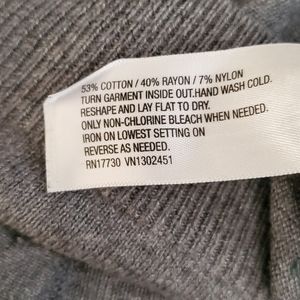 53% COTTON / 40% RAYON / 7% NYLON
TURN GARMENT INSIDE OUT.HAND WASH COLD.
RESHAPE AND LAY FLAT TO DRY.
ONLY NON-CHLORINE BLEACH WHEN NEEDED.
IRON ON LOWEST SETTING ON
REVERSE AS NEEDED.
RN17730 VN1302451